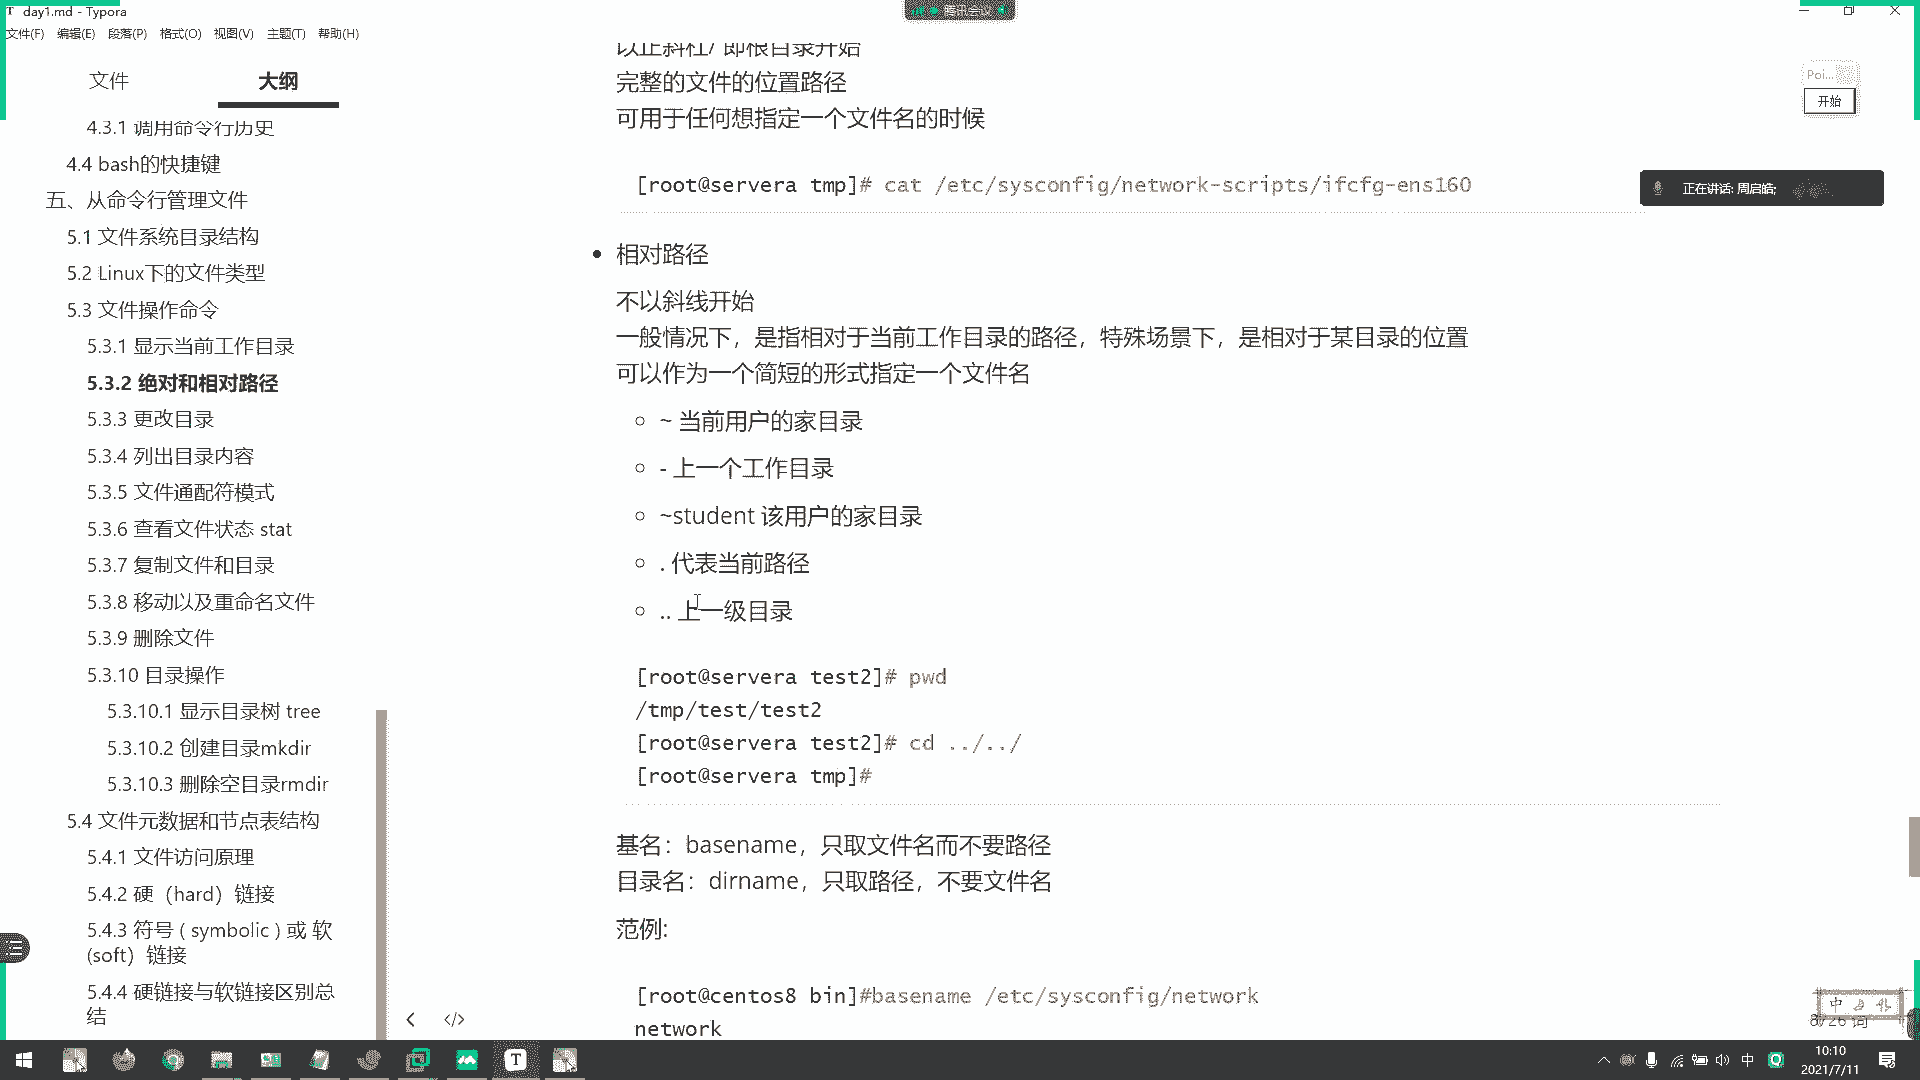 day1.md - Typora
腾讯会议
文件(F) 编辑(E) 段落(P) 格式(O) 视图(V) 主题(T) 帮助(H)
文件 大纲
4.3.1 调用命令行历史
4.4 bash的快捷键
五、从命令行管理文件
5.1 文件系统目录结构
5.2 Linux下的文件类型
5.3 文件操作命令
5.3.1 显示当前工作目录
5.3.2 绝对和相对路径
5.3.3 更改目录
5.3.4 列出目录内容
5.3.5 文件通配符模式
5.3.6 查看文件状态 stat
5.3.7 复制文件和目录
5.3.8 移动以及重命名文件
5.3.9 删除文件
5.3.10 目录操作
5.3.10.1 显示目录树 tree
5.3.10.2 创建目录mkdir
5.3.10.3 删除空目录rmdir
5.4 文件元数据和节点表结构
5.4.1 文件访问原理
5.4.2 硬（hard）链接
5.4.3 符号 ( symbolic ) 或 软
(soft）链接
5.4.4 硬链接与软链接区别总
结
以正斜杠/ 即根目录开始
完整的文件的位置路径
可用于任何想指定一个文件名的时候
[root@servera tmp]# cat /etc/sysconfig/network-scripts/ifcfg-ens160
相对路径
不以斜线开始
一般情况下，是指相对于当前工作目录的路径，特殊场景下，是相对于某目录的位置
可以作为一个简短的形式指定一个文件名
~ 当前用户的家目录
- 上一个工作目录
~student 该用户的家目录
. 代表当前路径
.. 上一级目录
[root@servera test2]# pwd
/tmp/test/test2
[root@servera test2]# cd ../../
[root@servera tmp]#
基名：basename，只取文件名而不要路径
目录名：dirname，只取路径，不要文件名
范例:
[root@centos8 bin]#basename /etc/sysconfig/network
network
Poi...
开始
正在讲话: 周启皓;
中
词
中
10:10
2021/7/11